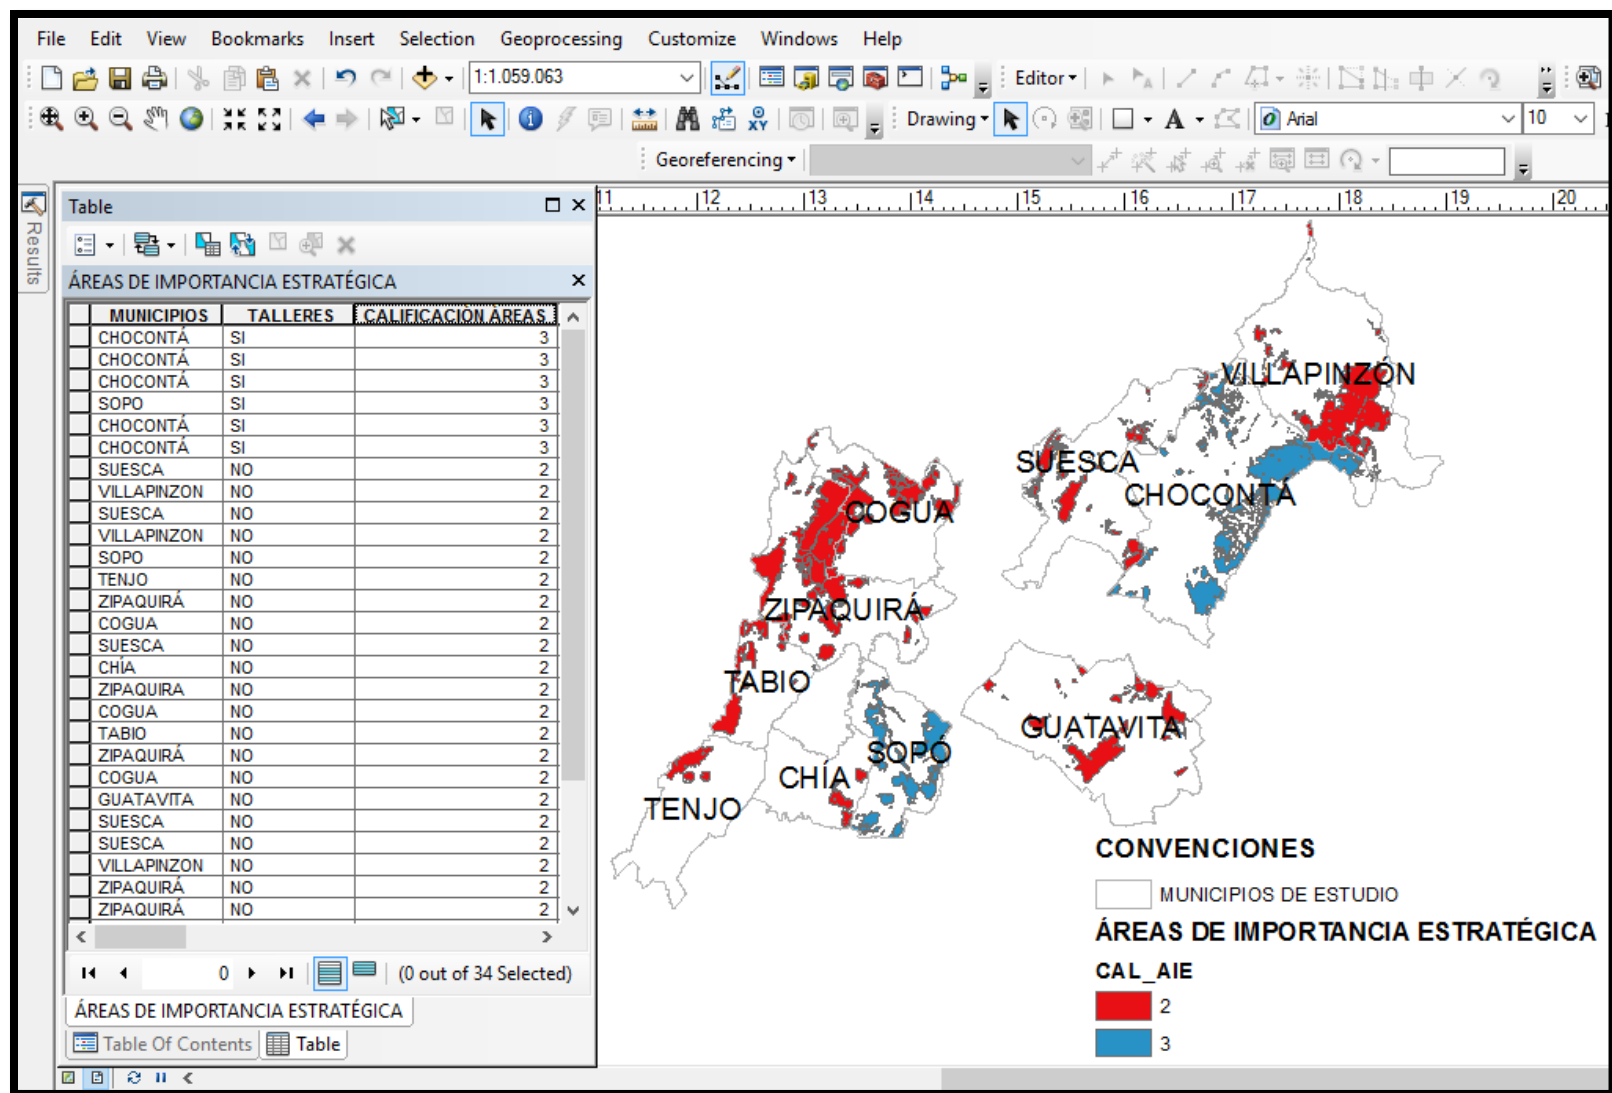 File Edit View Bookmarks Insert Selection Geoprocessing Customize Windows Help
1:1.059.063
Editor
Drawing
Arial
10
Georeferencing
Results
Table
11 12 13 14 15 16 17 18 19 20
ÁREAS DE IMPORTANCIA ESTRATÉGICA
MUNICIPIOS TALLERES CALIFICACIÓN ÁREAS
CHOCONTÁ SI 3
CHOCONTÁ SI 3
CHOCONTÁ SI 3
SOPO SI 3
CHOCONTÁ SI 3
CHOCONTÁ SI 3
SUESCA NO 2
VILLAPINZON NO 2
SUESCA NO 2
VILLAPINZON NO 2
SOPO NO 2
TENJO NO 2
ZIPAQUIRÁ NO 2
COGUA NO 2
SUESCA NO 2
CHÍA NO 2
ZIPAQUIRA NO 2
COGUA NO 2
TABIO NO 2
ZIPAQUIRÁ NO 2
COGUA NO 2
GUATAVITA NO 2
SUESCA NO 2
SUESCA NO 2
VILLAPINZON NO 2
ZIPAQUIRÁ NO 2
ZIPAQUIRÁ NO 2
0
(0 out of 34 Selected)
ÁREAS DE IMPORTANCIA ESTRATÉGICA
Table Of Contents Table
VILLAPINZÓN
SUESCA
CHOCONTÁ
COGUA
ZIPAQUIRÁ
TABIO
GUATAVITA
SOPÓ
CHÍA
TENJO
CONVENCIONES
MUNICIPIOS DE ESTUDIO
ÁREAS DE IMPORTANCIA ESTRATÉGICA
CAL_AIE
2
3